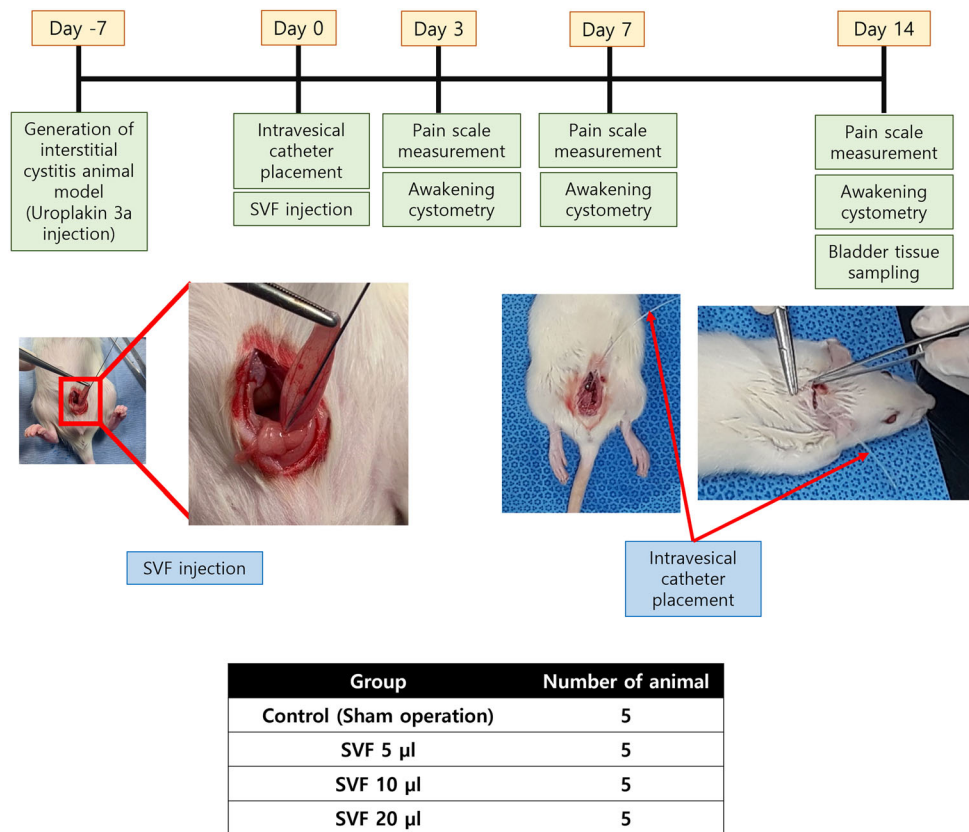 Day -7
Day 0
Day 3
Day 7
Day 14
Generation of
interstitial
cystitis animal
model
(Uroplakin 3a
injection)
Intravesical
catheter
placement
SVF injection
Pain scale
measurement
Awakening
cystometry
Pain scale
measurement
Awakening
cystometry
Pain scale
measurement
Awakening
cystometry
Bladder tissue
sampling
SVF injection
Intravesical
catheter
placement
Group Number of animal
Control (Sham operation) 5
SVF 5 μl 5
SVF 10 μl 5
SVF 20 μl 5